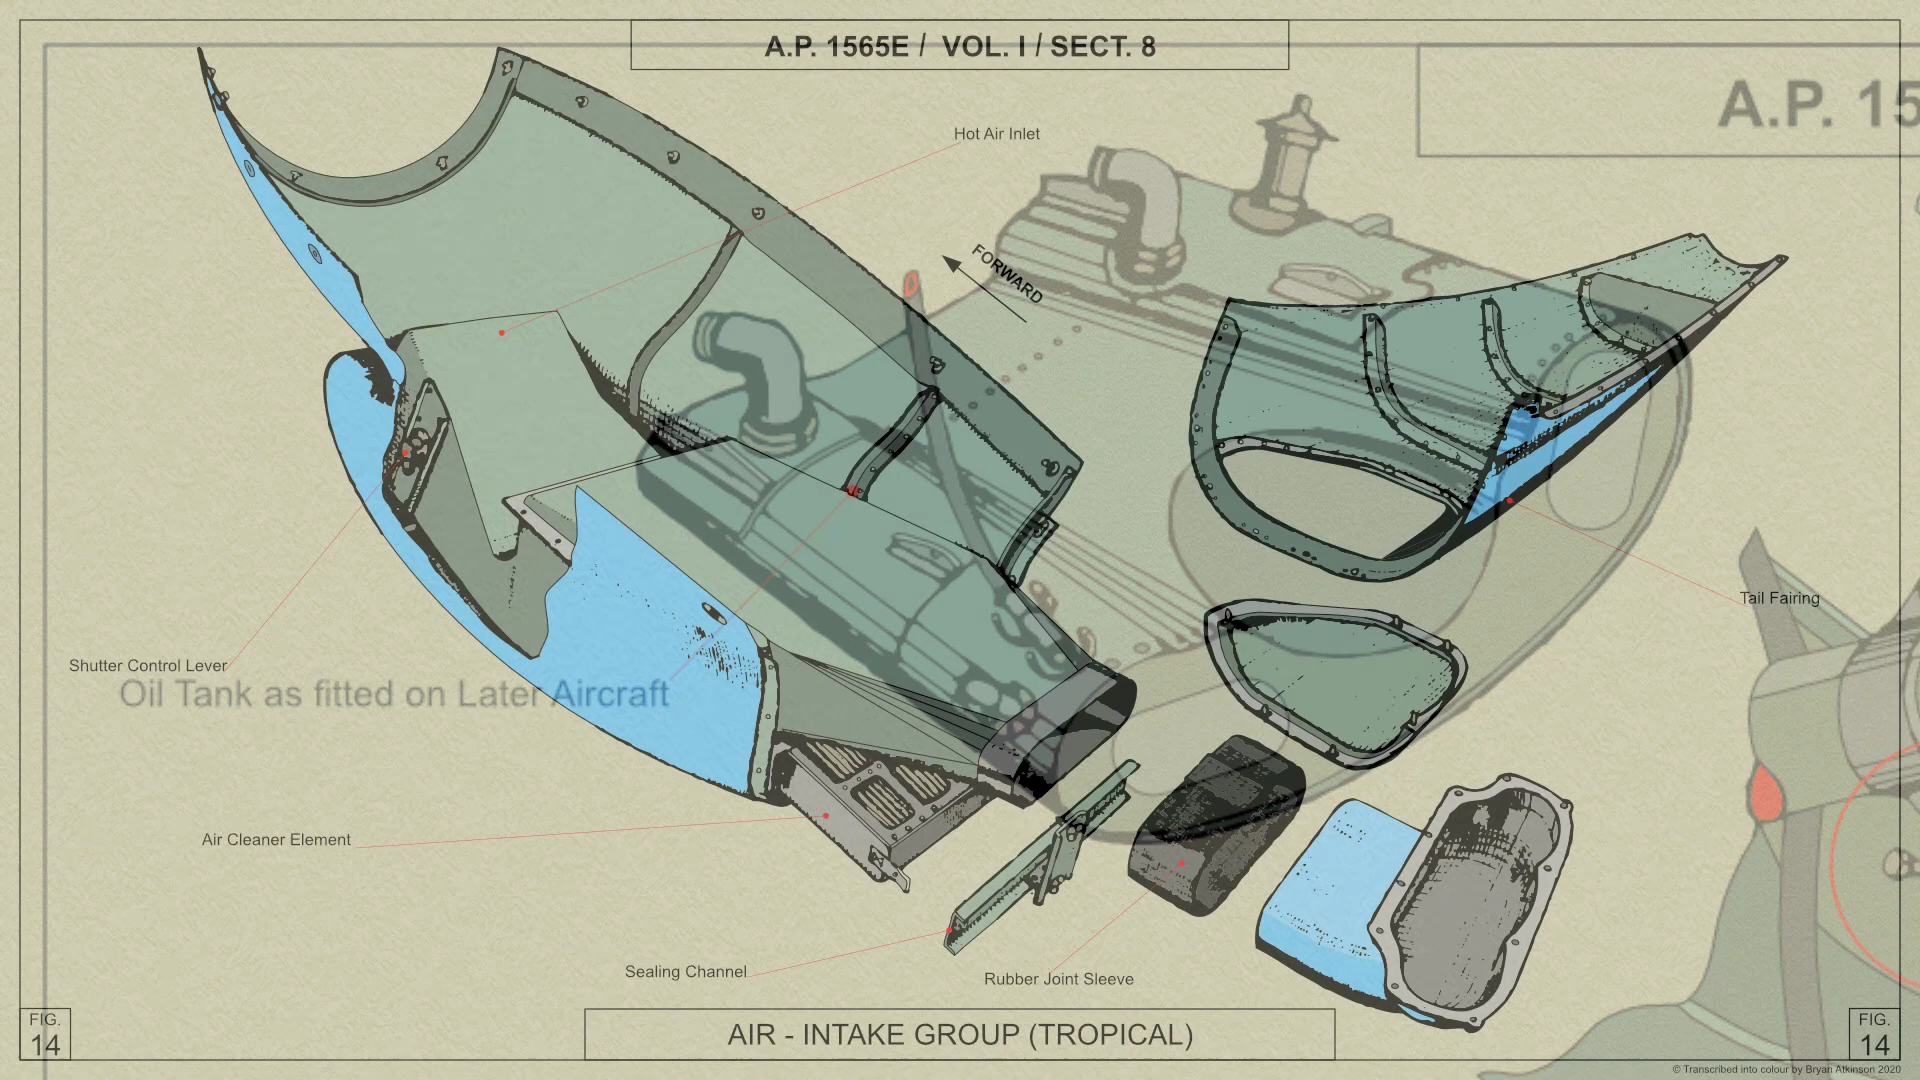 A.P. 1565E / VOL. I / SECT. 8
A.P. 15
Hot Air Inlet
FORWARD
Tail Fairing
Shutter Control Lever
Oil Tank as fitted on Later Aircraft
Air Cleaner Element
Sealing Channel
Rubber Joint Sleeve
FIG.
14
AIR - INTAKE GROUP (TROPICAL)
FIG.
14
© Transcribed into colour by Bryan Atkinson 2020